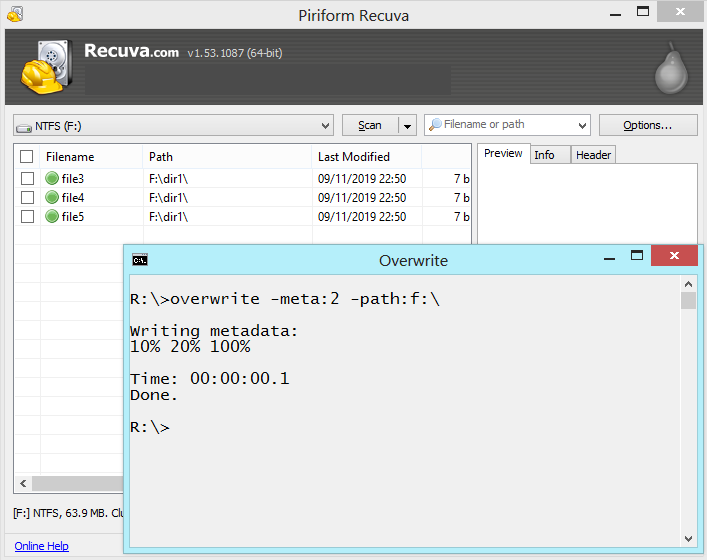 Piriform Recuva
Recuva.com v1.53.1087 (64-bit)
NTFS (F:)
Scan
Filename or path
Options...
Filename Path Last Modified
file3 F:\dir1\ 09/11/2019 22:50 7 b
file4 F:\dir1\ 09/11/2019 22:50 7 b
file5 F:\dir1\ 09/11/2019 22:50 7 b
Preview Info Header
Overwrite
R:\>overwrite -meta:2 -path:f:\
Writing metadata:
10% 20% 100%
Time: 00:00:00.1
Done.
R:\>
[F:] NTFS, 63.9 MB. Clu
Online Help